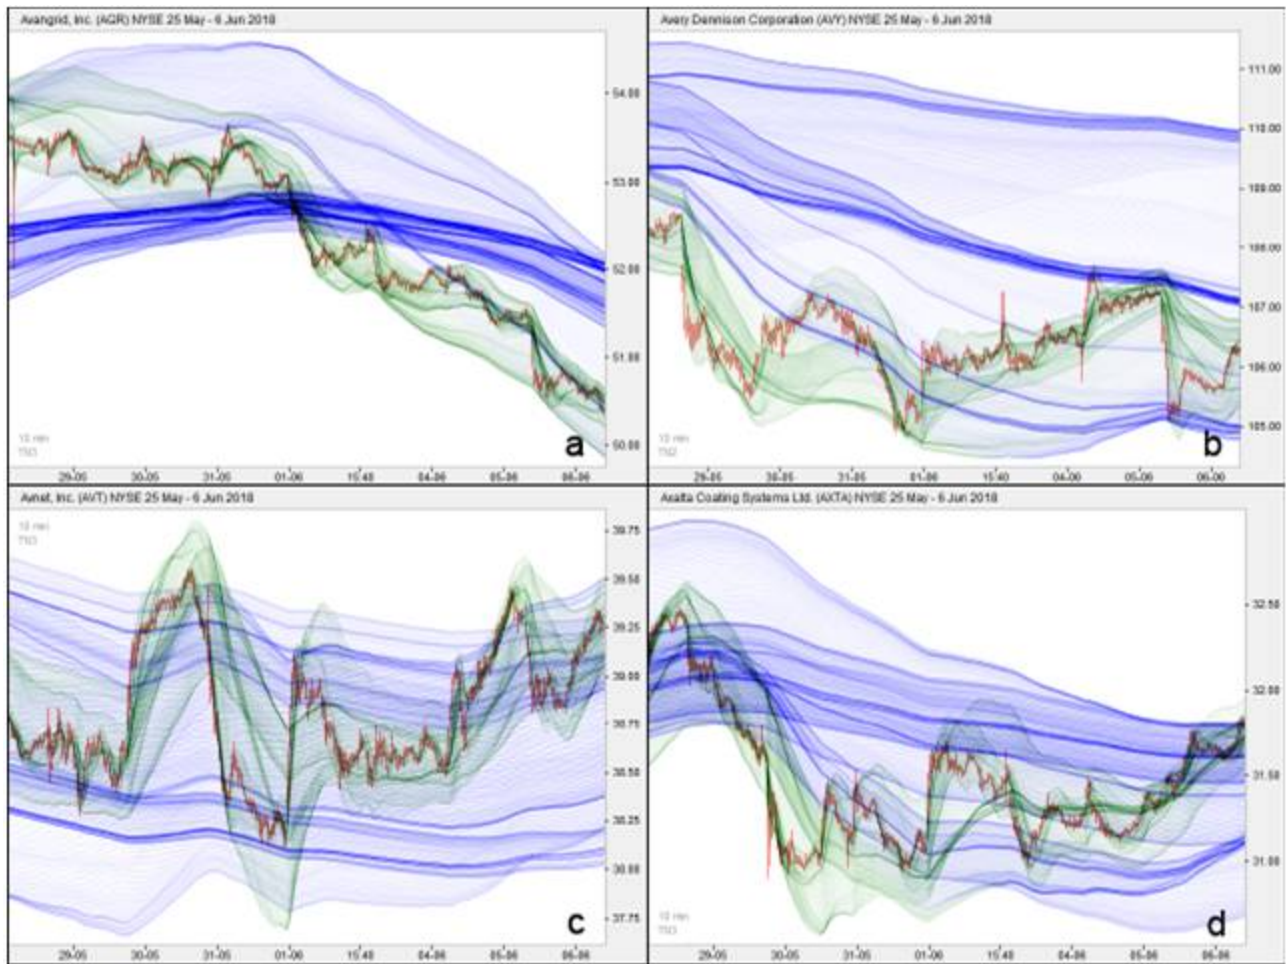 Avangrid, Inc. (AGR) NYSE 25 May - 6 Jun 2018
54.00
53.00
52.00
51.00
50.00
10 min
a
29-05 30-05 31-05 01-06 15:40 04-06 05-06 06-06
Avery Dennison Corporation (AVY) NYSE 25 May - 6 Jun 2018
111.00
110.00
109.00
108.00
107.00
106.00
105.00
10 min
b
29-05 30-05 31-05 01-06 15:40 04-06 05-06 06-06
Avnet, Inc. (AVT) NYSE 25 May - 6 Jun 2018
10 min
39.75
39.50
39.25
39.00
38.75
38.50
38.25
38.00
37.75
c
29-05 30-05 31-05 01-06 15:40 04-06 05-06 06-06
Axalta Coating Systems Ltd. (AXTA) NYSE 25 May - 6 Jun 2018
32.50
32.00
31.50
31.00
10 min
d
29-05 30-05 31-05 01-06 15:40 04-06 05-06 06-06